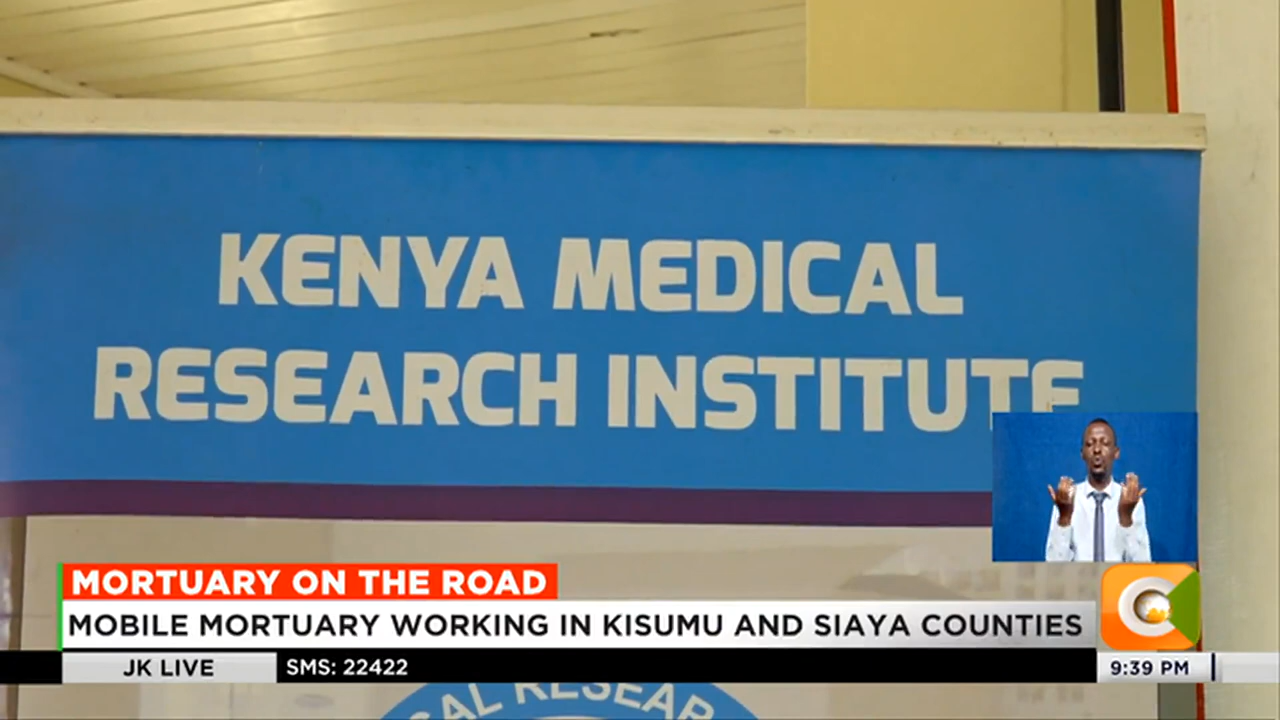 KENYA MEDICAL
RESEARCH INSTITUTE
MORTUARY ON THE ROAD
MOBILE MORTUARY WORKING IN KISUMU AND SIAYA COUNTIES
JK LIVE
SMS: 22422
9:39 PM